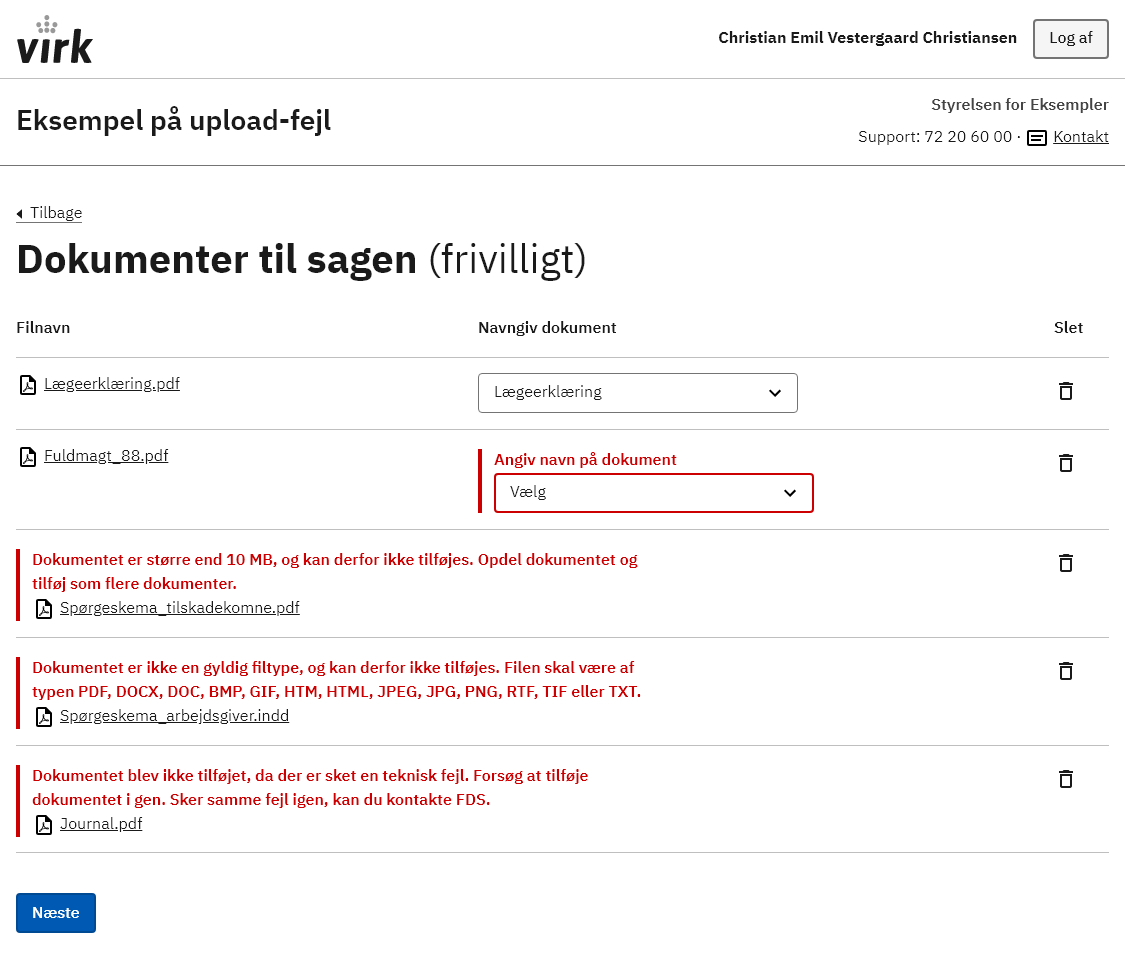 virk
Christian Emil Vestergaard Christiansen
Log af
Eksempel på upload-fejl
Styrelsen for Eksempler
Support: 72 20 60 00 · Kontakt
Tilbage
Dokumenter til sagen (frivilligt)
Filnavn
Navngiv dokument
Slet
Lægeerklæring.pdf
Lægeerklæring
Fuldmagt_88.pdf
Angiv navn på dokument
Vælg
Dokumentet er større end 10 MB, og kan derfor ikke tilføjes. Opdel dokumentet og
tilføj som flere dokumenter.
Spørgeskema_tilskadekomne.pdf
Dokumentet er ikke en gyldig filtype, og kan derfor ikke tilføjes. Filen skal være af
typen PDF, DOCX, DOC, BMP, GIF, HTM, HTML, JPEG, JPG, PNG, RTF, TIF eller TXT.
Spørgeskema_arbejdsgiver.indd
Dokumentet blev ikke tilføjet, da der er sket en teknisk fejl. Forsøg at tilføje
dokumentet i gen. Sker samme fejl igen, kan du kontakte FDS.
Journal.pdf
Næste